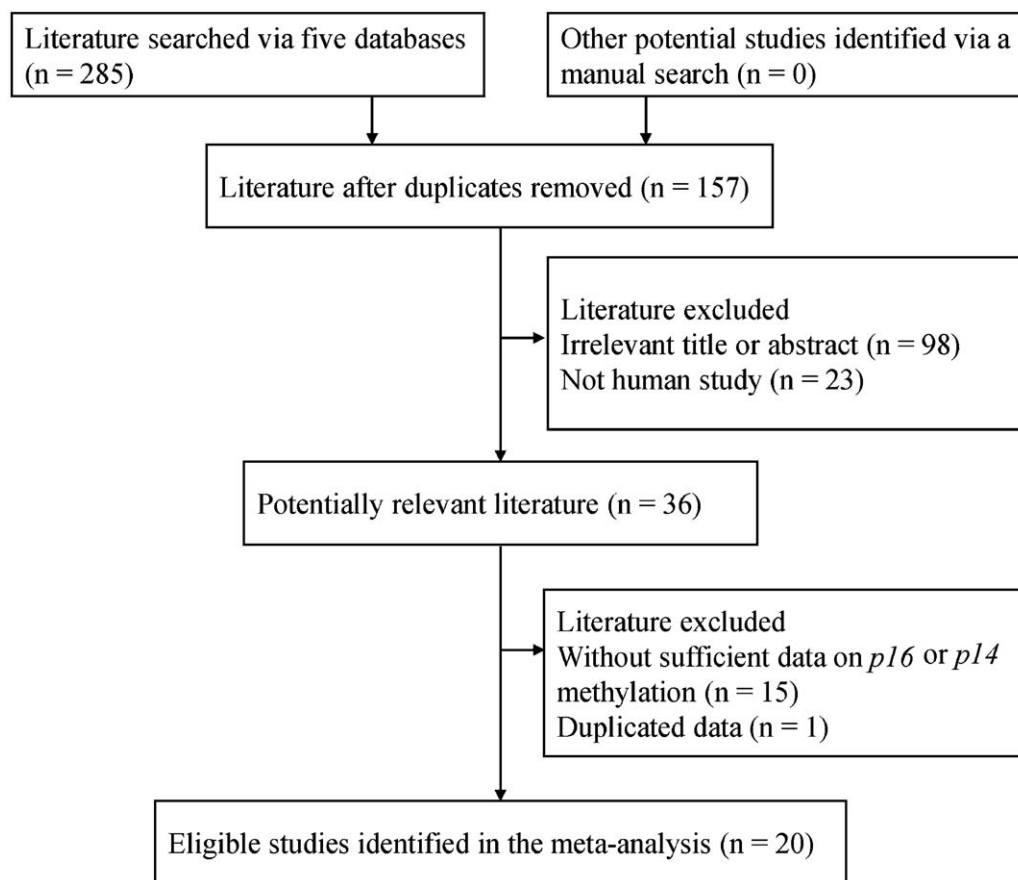 Literature searched via five databases
(n = 285)
Other potential studies identified via a
manual search (n = 0)
Literature after duplicates removed (n = 157)
Literature excluded
Irrelevant title or abstract (n = 98)
Not human study (n = 23)
Potentially relevant literature (n = 36)
Literature excluded
Without sufficient data on p16 or p14
methylation (n = 15)
Duplicated data (n = 1)
Eligible studies identified in the meta-analysis (n = 20)